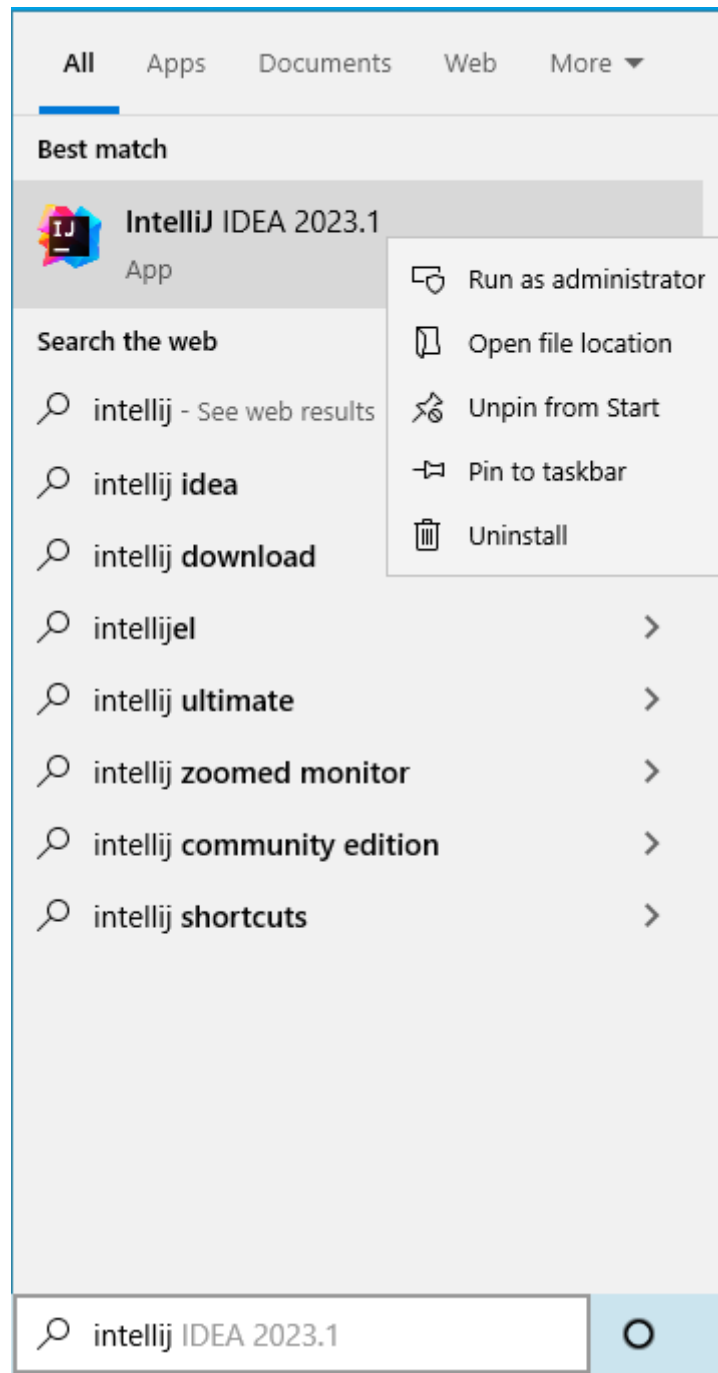 All Apps Documents Web More
Best match
IJ
IntelliJ IDEA 2023.1
App
Run as administrator
Open file location
Unpin from Start
Pin to taskbar
Uninstall
Search the web
intellij - See web results
intellij idea
intellij download
intellijel
intellij ultimate
intellij zoomed monitor
intellij community edition
intellij shortcuts
intellij IDEA 2023.1